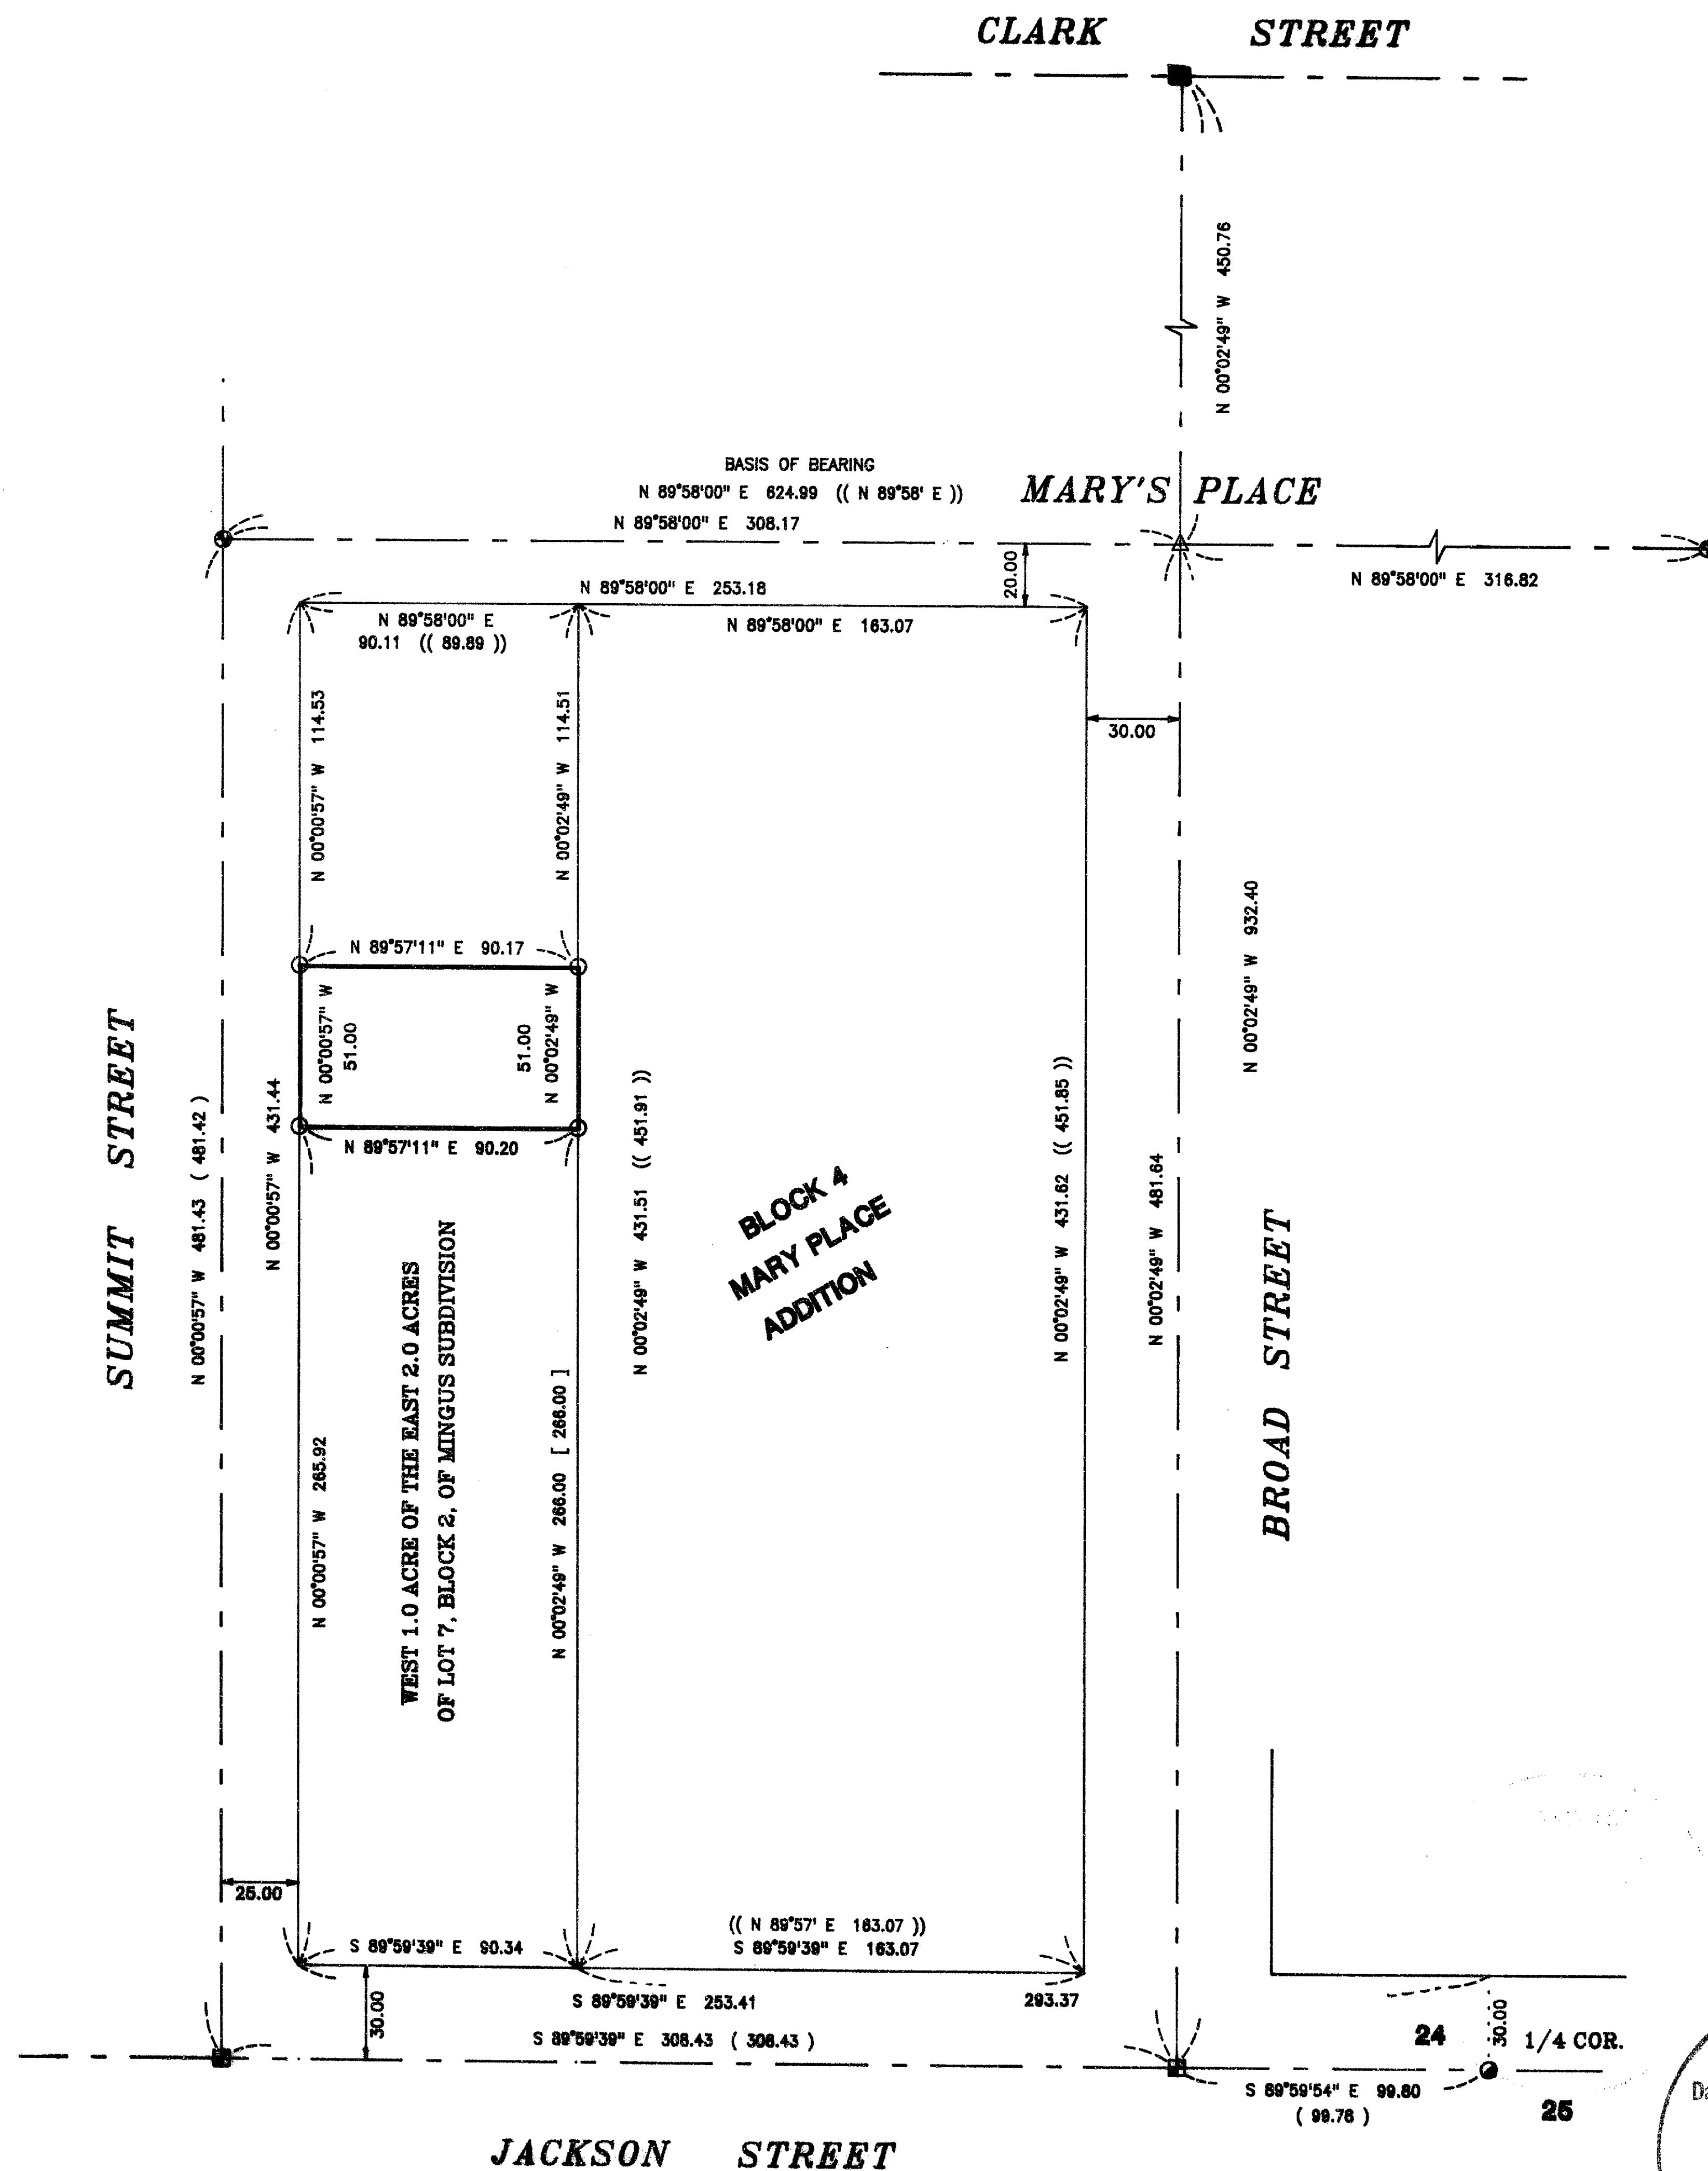 CLARK STREET
N 00°02'49" W 450.76
BASIS OF BEARING
N 89°58'00" E 624.99 (( N 89°58' E ))
MARY'S PLACE
N 89°58'00" E 308.17
N 89°58'00" E 316.82
20.00
N 89°58'00" E 253.18
N 89°58'00" E
90.11 (( 89.89 ))
N 89°58'00" E 163.07
30.00
N 00°00'57" W 114.53
N 00°02'49" W 114.51
N 89°57'11" E 90.17
N 00°00'57" W
51.00
51.00
N 00°02'49" W
N 89°57'11" E 90.20
SUMMIT STREET
N 00°00'57" W 481.43 ( 481.42 )
N 00°00'57" W 431.44
N 00°02'49" W 431.51 (( 451.91 ))
BLOCK 4
MARY PLACE
ADDITION
N 00°02'49" W 431.62 (( 451.85 ))
N 00°02'49" W 481.64
N 00°02'49" W 932.40
BROAD STREET
N 00°00'57" W 265.92
WEST 1.0 ACRE OF THE EAST 2.0 ACRES
OF LOT 7, BLOCK 2, OF MINGUS SUBDIVISION
N 00°02'49" W 266.00 [ 266.00 ]
25.00
S 89°59'39" E 90.34
(( N 89°57' E 163.07 ))
S 89°59'39" E 163.07
30.00
S 89°59'39" E 253.41
293.37
S 89°59'39" E 308.43 ( 308.43 )
24
30.00
1/4 COR.
S 89°59'54" E 99.80
( 99.78 )
25
JACKSON STREET